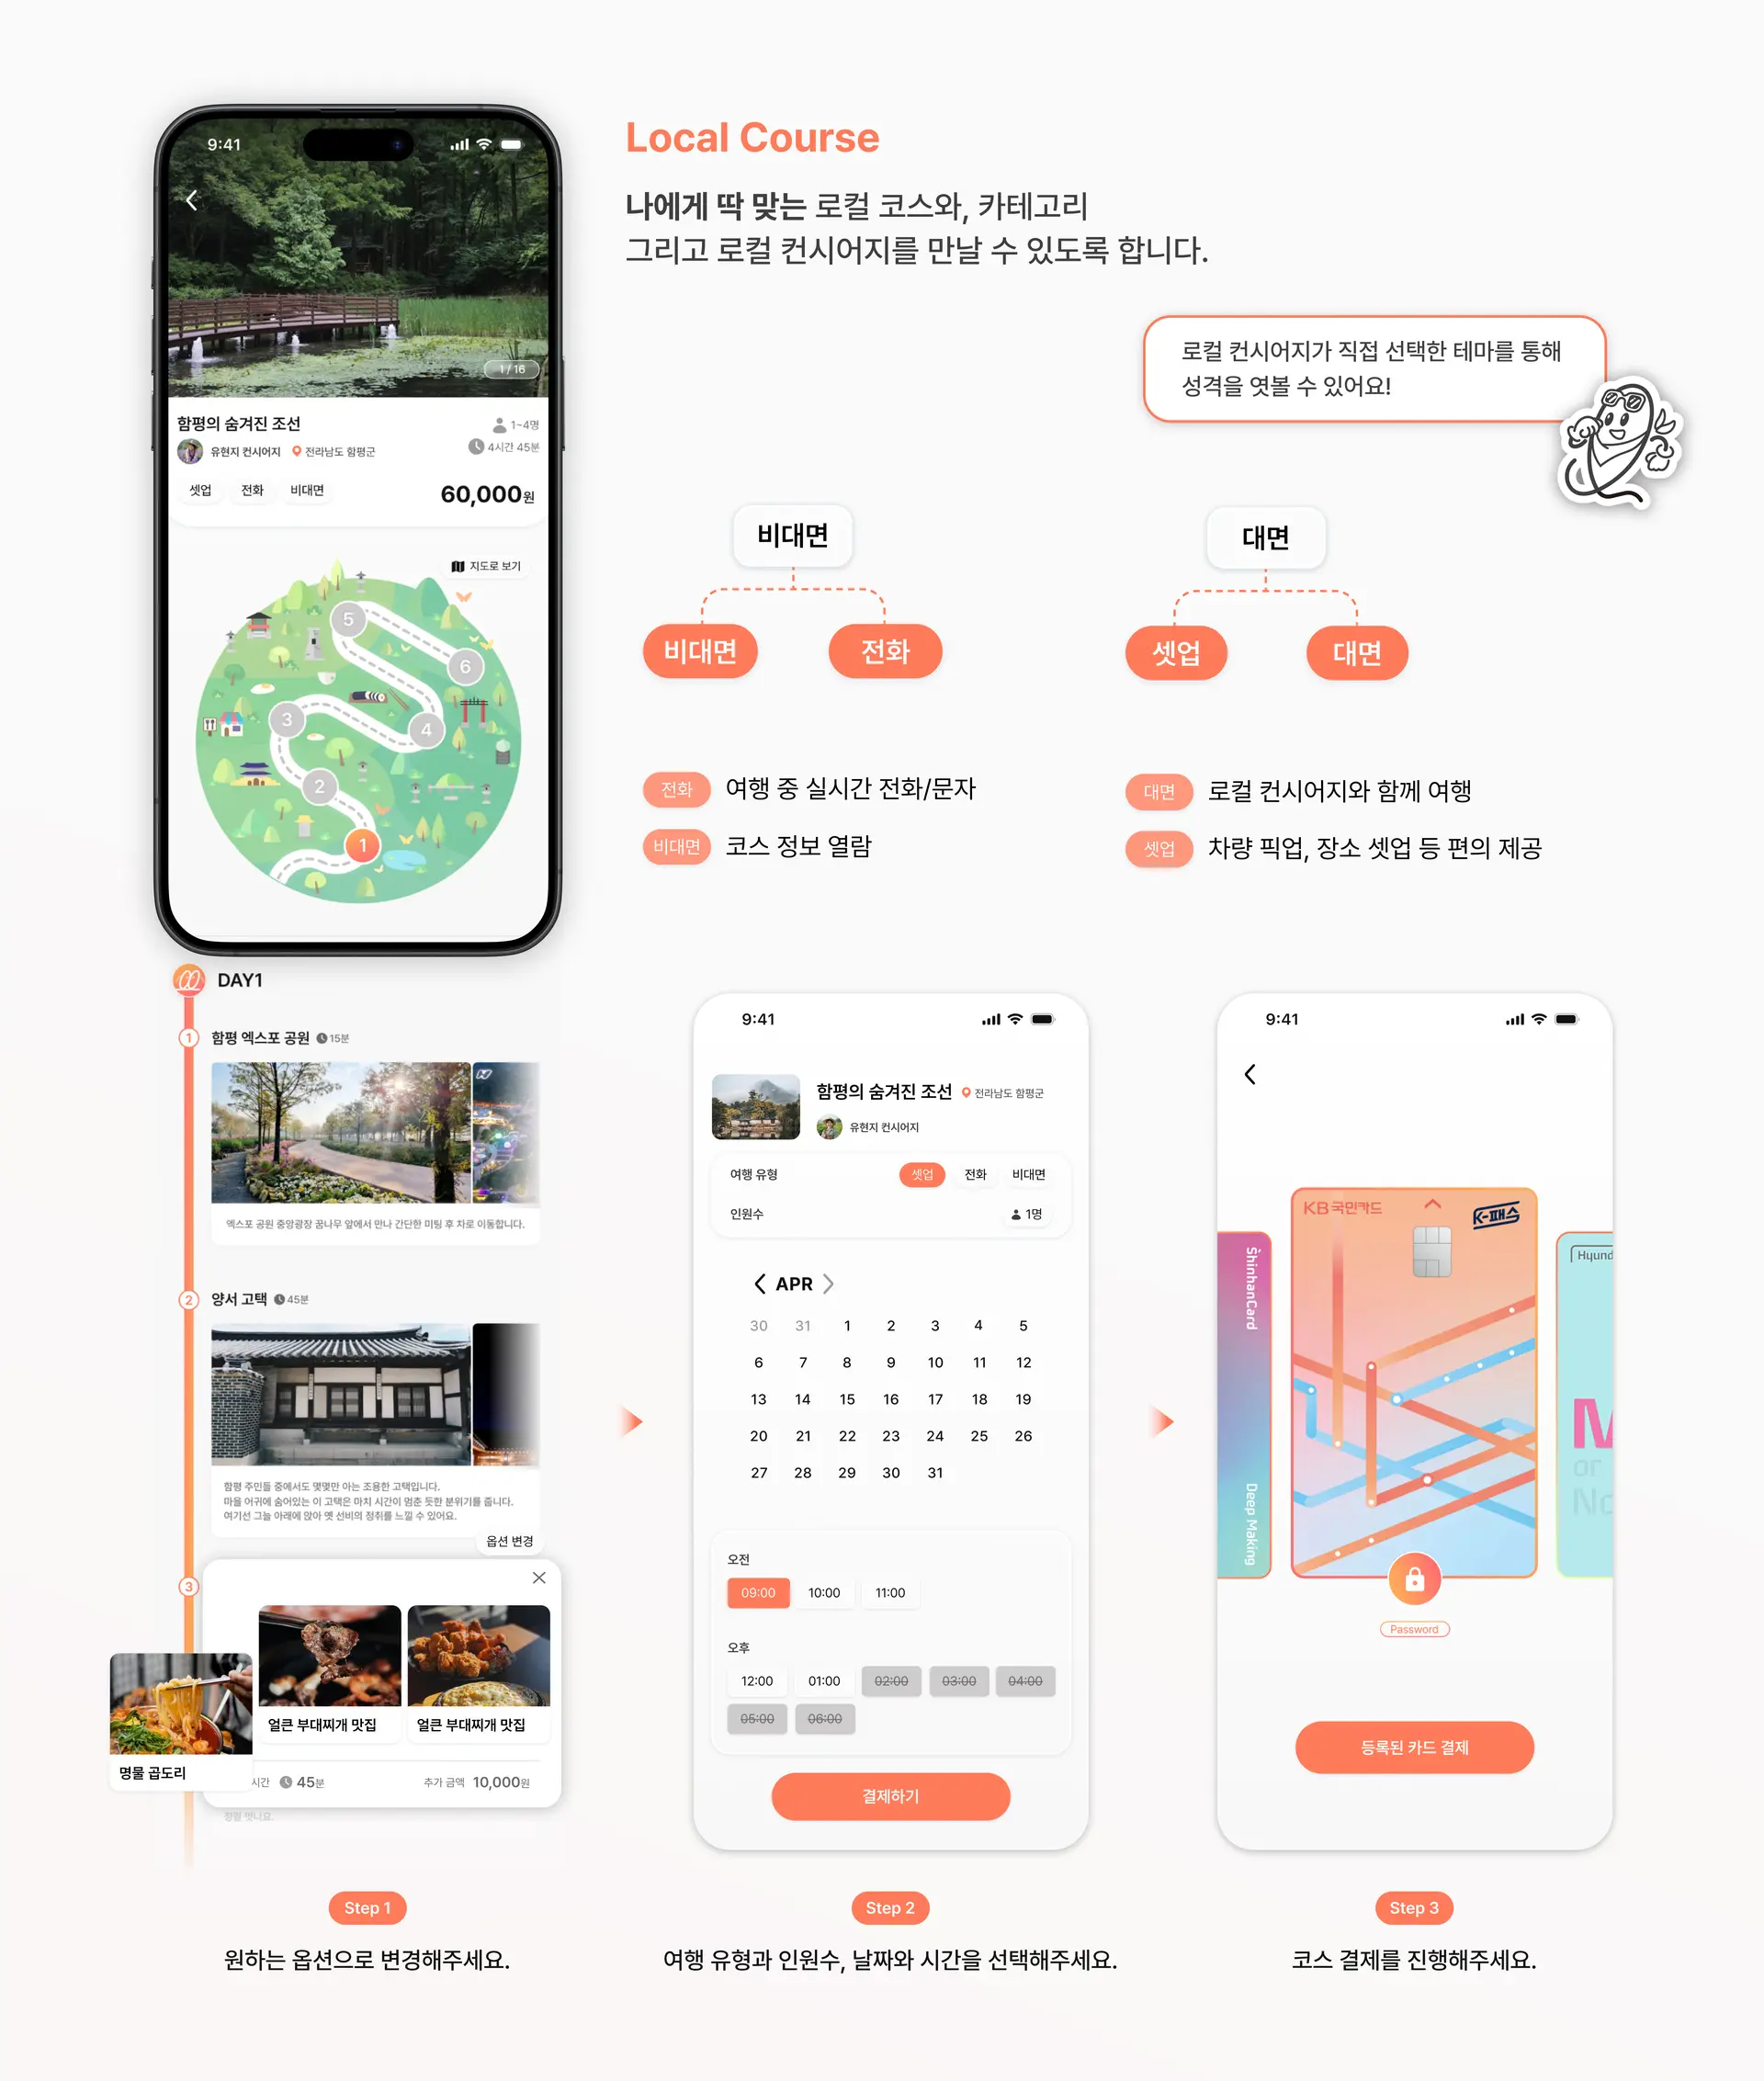 9:41
1 / 16
함평의 숨겨진 조선
1~4명
유현지 컨시어지
전라남도 함평군
4시간 45분
셋업
전화
비대면
60,000원
지도로 보기
5
6
3
4
2
1
Local Course
나에게 딱 맞는 로컬 코스와, 카테고리
그리고 로컬 컨시어지를 만날 수 있도록 합니다.
로컬 컨시어지가 직접 선택한 테마를 통해
성격을 엿볼 수 있어요!
비대면
비대면
전화
대면
셋업
대면
전화 여행 중 실시간 전화/문자
비대면 코스 정보 열람
대면 로컬 컨시어지와 함께 여행
셋업 차량 픽업, 장소 셋업 등 편의 제공
DAY1
1 함평 엑스포 공원 15분
엑스포 공원 중앙광장 꿈나무 앞에서 만나 간단한 미팅 후 차로 이동합니다.
2 양서 고택 45분
함평 주민들 중에서도 몇몇만 아는 조용한 고택입니다.
마을 어귀에 숨어있는 이 고택은 마치 시간이 멈춘 듯한 분위기를 줍니다.
여기선 그늘 아래에 앉아 옛 선비의 정취를 느낄 수 있어요.
옵션 변경
3
명물 곱도리
얼큰 부대찌개 맛집
얼큰 부대찌개 맛집
시간 45분
추가 금액 10,000원
정말 멋니요.
Step 1
원하는 옵션으로 변경해주세요.
9:41
함평의 숨겨진 조선 전라남도 함평군
유현지 컨시어지
여행 유형 셋업 전화 비대면
인원수 1명
APR
30 31 1 2 3 4 5
6 7 8 9 10 11 12
13 14 15 16 17 18 19
20 21 22 23 24 25 26
27 28 29 30 31
오전
09:00 10:00 11:00
오후
12:00 01:00 02:00 03:00 04:00
05:00 06:00
결제하기
Step 2
여행 유형과 인원수, 날짜와 시간을 선택해주세요.
9:41
ShinhanCard
Deep Making
KB 국민카드
K-패스
Hyund
M
or
No
Password
등록된 카드 결제
Step 3
코스 결제를 진행해주세요.